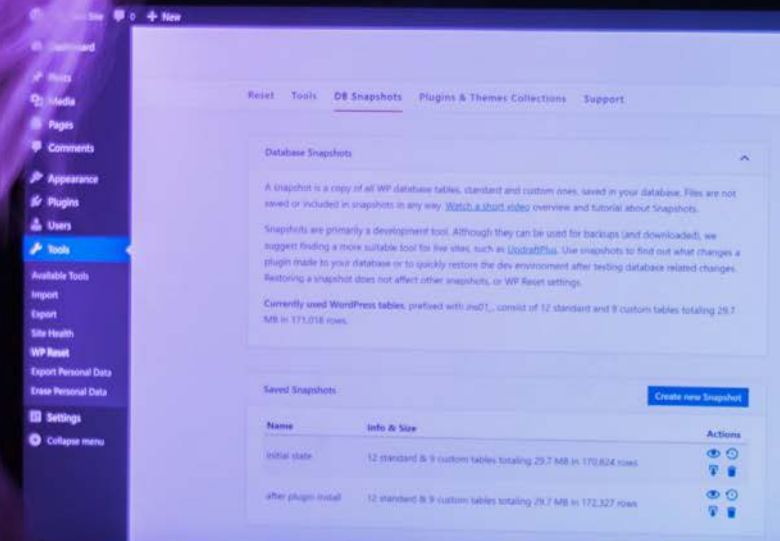 Site 0 + New
Dashboard
Posts
Media
Pages
Comments
Appearance
Plugins
Users
Tools
Available Tools
Import
Export
Site Health
WP Reset
Export Personal Data
Erase Personal Data
Settings
Collapse menu
Reset Tools DB Snapshots Plugins & Themes Collections Support
Database Snapshots
A snapshot is a copy of all WP database tables, standard and custom ones, saved in your database. Files are not
saved or included in snapshots in any way. Watch a short video overview and tutorial about Snapshots.
Snapshots are primarily a development tool. Although they can be used for backups (and downloaded), we
suggest finding a more suitable tool for live sites, such as UpdraftPlus. Use snapshots to find out what changes a
plugin made to your database or to quickly restore the dev environment after testing database related changes.
Restoring a snapshot does not affect other snapshots, or WP Reset settings.
Currently used WordPress tables, prefixed with consist of 12 standard and 9 custom tables totaling 29.7
MB in 171,018 rows.
Saved Snapshots
Create new Snapshot
Name Info & Size Actions
initial state 12 standard & 9 custom tables totaling 29.7 MB in 170,824 rows
after plugin install 12 standard & 9 custom tables totaling 29.7 MB in 172,327 rows